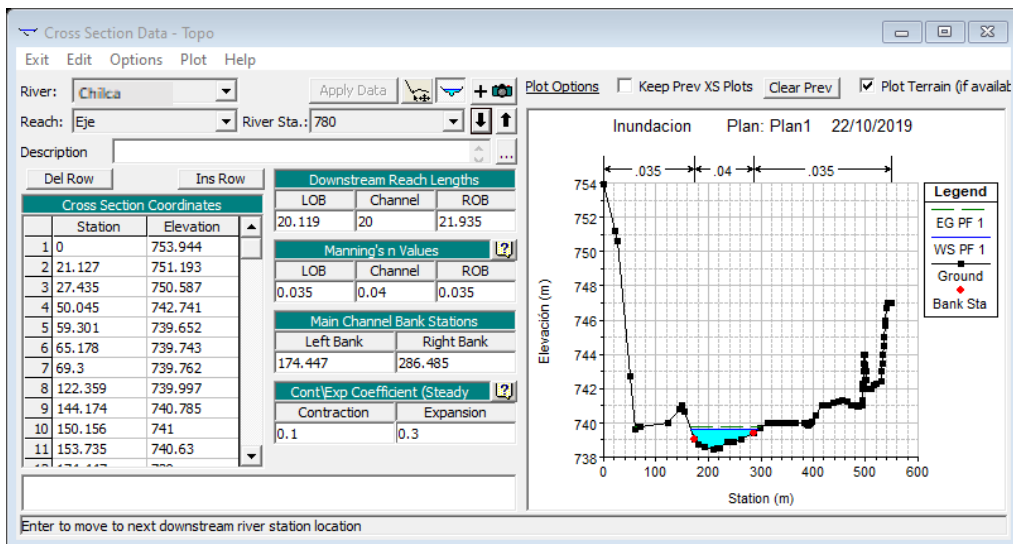 Cross Section Data - Topo
Exit Edit Options Plot Help
River: Chilca Apply Data
Plot Options Keep Prev XS Plots Clear Prev Plot Terrain (if availab
Reach: Eje River Sta.: 780
Description ...
Del Row Ins Row
Cross Section Coordinates
Station Elevation
1 0 753.944
2 21.127 751.193
3 27.435 750.587
4 50.045 742.741
5 59.301 739.652
6 65.178 739.743
7 69.3 739.762
8 122.359 739.997
9 144.174 740.785
10 150.156 741
11 153.735 740.63
Downstream Reach Lengths
LOB Channel ROB
20.119 20 21.935
Manning's n Values
LOB Channel ROB
0.035 0.04 0.035
Main Channel Bank Stations
Left Bank Right Bank
174.447 286.485
Cont\Exp Coefficient (Steady
Contraction Expansion
0.1 0.3
Inundacion Plan: Plan1 22/10/2019
.035 .04 .035
754
752
750
748
746
744
742
740
738
Elevación (m)
0 100 200 300 400 500 600
Station (m)
Legend
EG PF 1
WS PF 1
Ground
Bank Sta
Enter to move to next downstream river station location